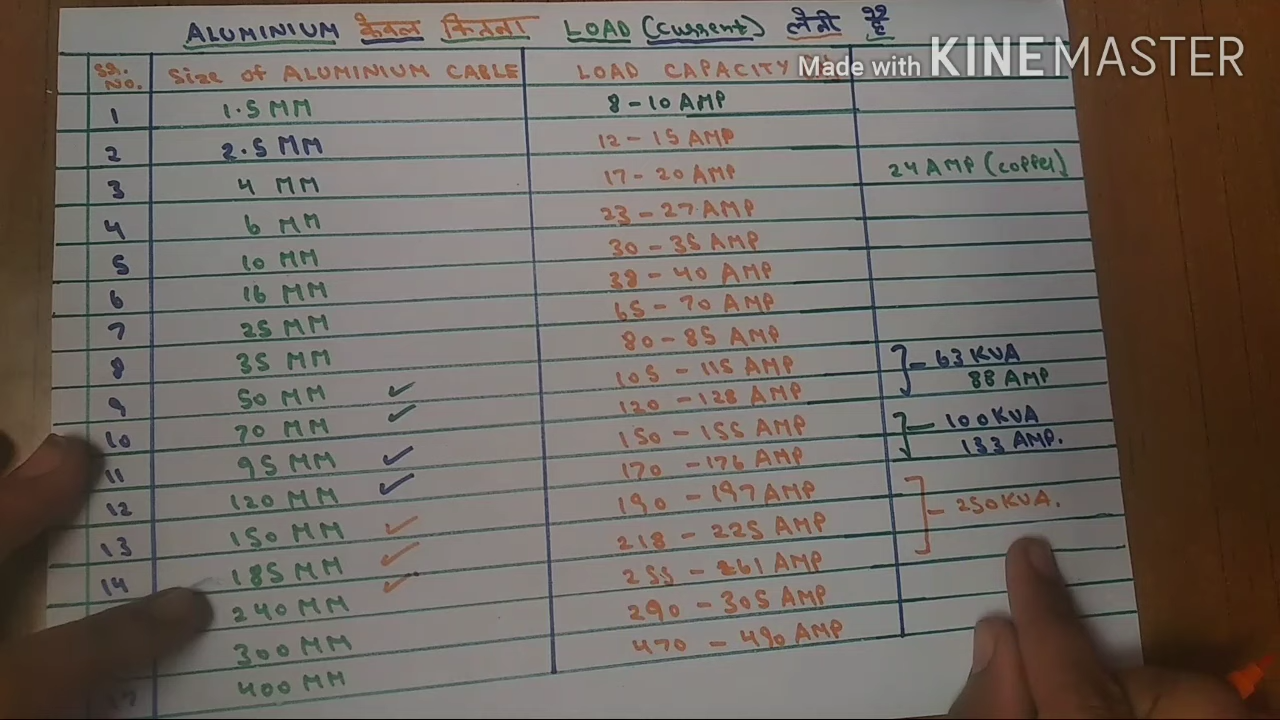 ALUMINIUM केबल कितना LOAD (current) लेती है
Made with KINEMASTER
Sr. No. Size of ALUMINIUM CABLE LOAD CAPACITY
1 1.5 MM 8-10 AMP
2 2.5 MM 12-15 AMP
3 4 MM 17-20 AMP 24 AMP (copper)
4 6 MM 23-27 AMP
5 10 MM 30-35 AMP
6 16 MM 38-40 AMP
7 25 MM 65-70 AMP
8 35 MM 80-85 AMP
9 50 MM ✓ 105-115 AMP 63 KVA
10 70 MM ✓ 120-128 AMP 88 AMP
11 95 MM ✓ 150-155 AMP 100 KVA
12 120 MM ✓ 170-176 AMP 133 AMP.
13 150 MM ✓ 190-197 AMP 250 KVA.
14 185 MM ✓ 218-225 AMP
240 MM ✓ 255-261 AMP
300 MM 290-305 AMP
17 400 MM 470-490 AMP